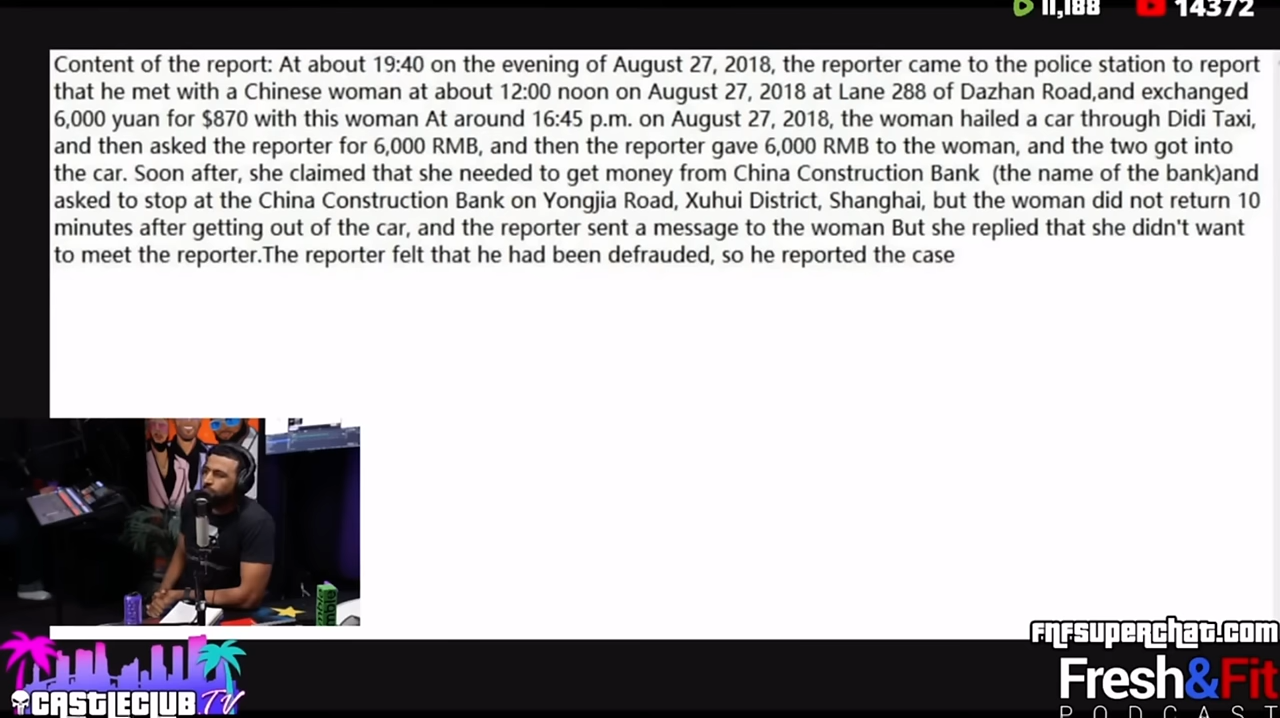 11,188
14372
Content of the report: At about 19:40 on the evening of August 27, 2018, the reporter came to the police station to report
that he met with a Chinese woman at about 12:00 noon on August 27, 2018 at Lane 288 of Dazhan Road,and exchanged
6,000 yuan for $870 with this woman At around 16:45 p.m. on August 27, 2018, the woman hailed a car through Didi Taxi,
and then asked the reporter for 6,000 RMB, and then the reporter gave 6,000 RMB to the woman, and the two got into
the car. Soon after, she claimed that she needed to get money from China Construction Bank (the name of the bank)and
asked to stop at the China Construction Bank on Yongjia Road, Xuhui District, Shanghai, but the woman did not return 10
minutes after getting out of the car, and the reporter sent a message to the woman But she replied that she didn't want
to meet the reporter.The reporter felt that he had been defrauded, so he reported the case
FNFSUPERCHAT.COM
Fresh&Fit
PODCAST
CASTLECLUB TV